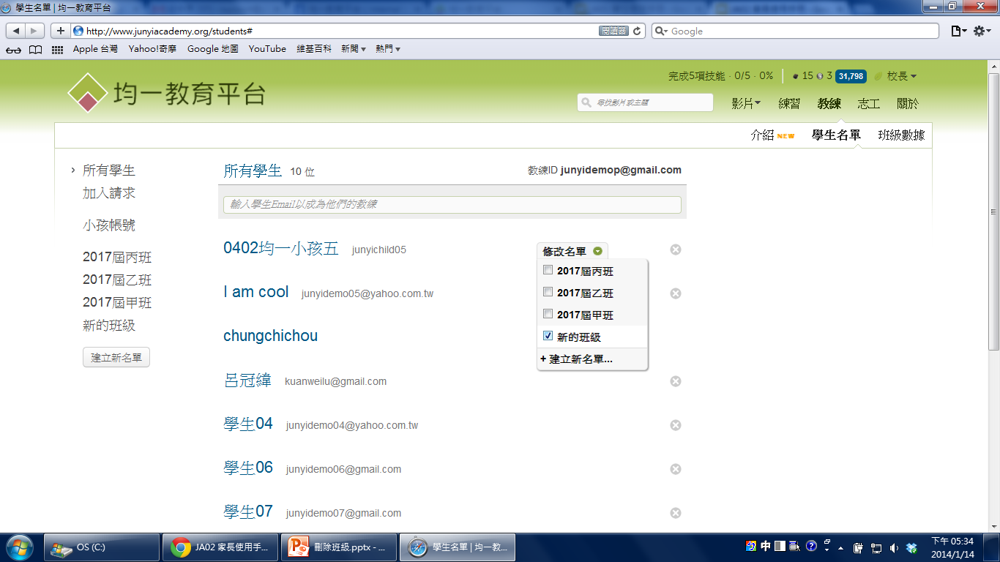 學生名單 | 均一教育平台
http://www.junyiacademy.org/students#
閱讀器
Google
Apple 台灣 Yahoo!奇摩 Google 地圖 YouTube 維基百科 新聞 熱門
完成5項技能 · 0/5 · 0% 15 3 31,798 校長
均一教育平台
尋找影片或主題
影片 練習 教練 志工 關於
介紹 NEW 學生名單 班級數據
所有學生
加入請求
小孩帳號
2017屆丙班
2017屆乙班
2017屆甲班
新的班級
建立新名單
所有學生 10 位 教練ID junyidemop@gmail.com
輸入學生Email以成為他們的教練
0402均一小孩五 junyichild05
修改名單
2017屆丙班
2017屆乙班
2017屆甲班
新的班級
+ 建立新名單...
I am cool junyidemo05@yahoo.com.tw
chungchichou
呂冠緯 kuanweilu@gmail.com
學生04 junyidemo04@yahoo.com.tw
學生06 junyidemo06@gmail.com
學生07 junyidemo07@gmail.com
OS (C:) JA02 家長使用手... 刪除班級.pptx - ... 學生名單 | 均一教...
中
下午 05:34
2014/1/14